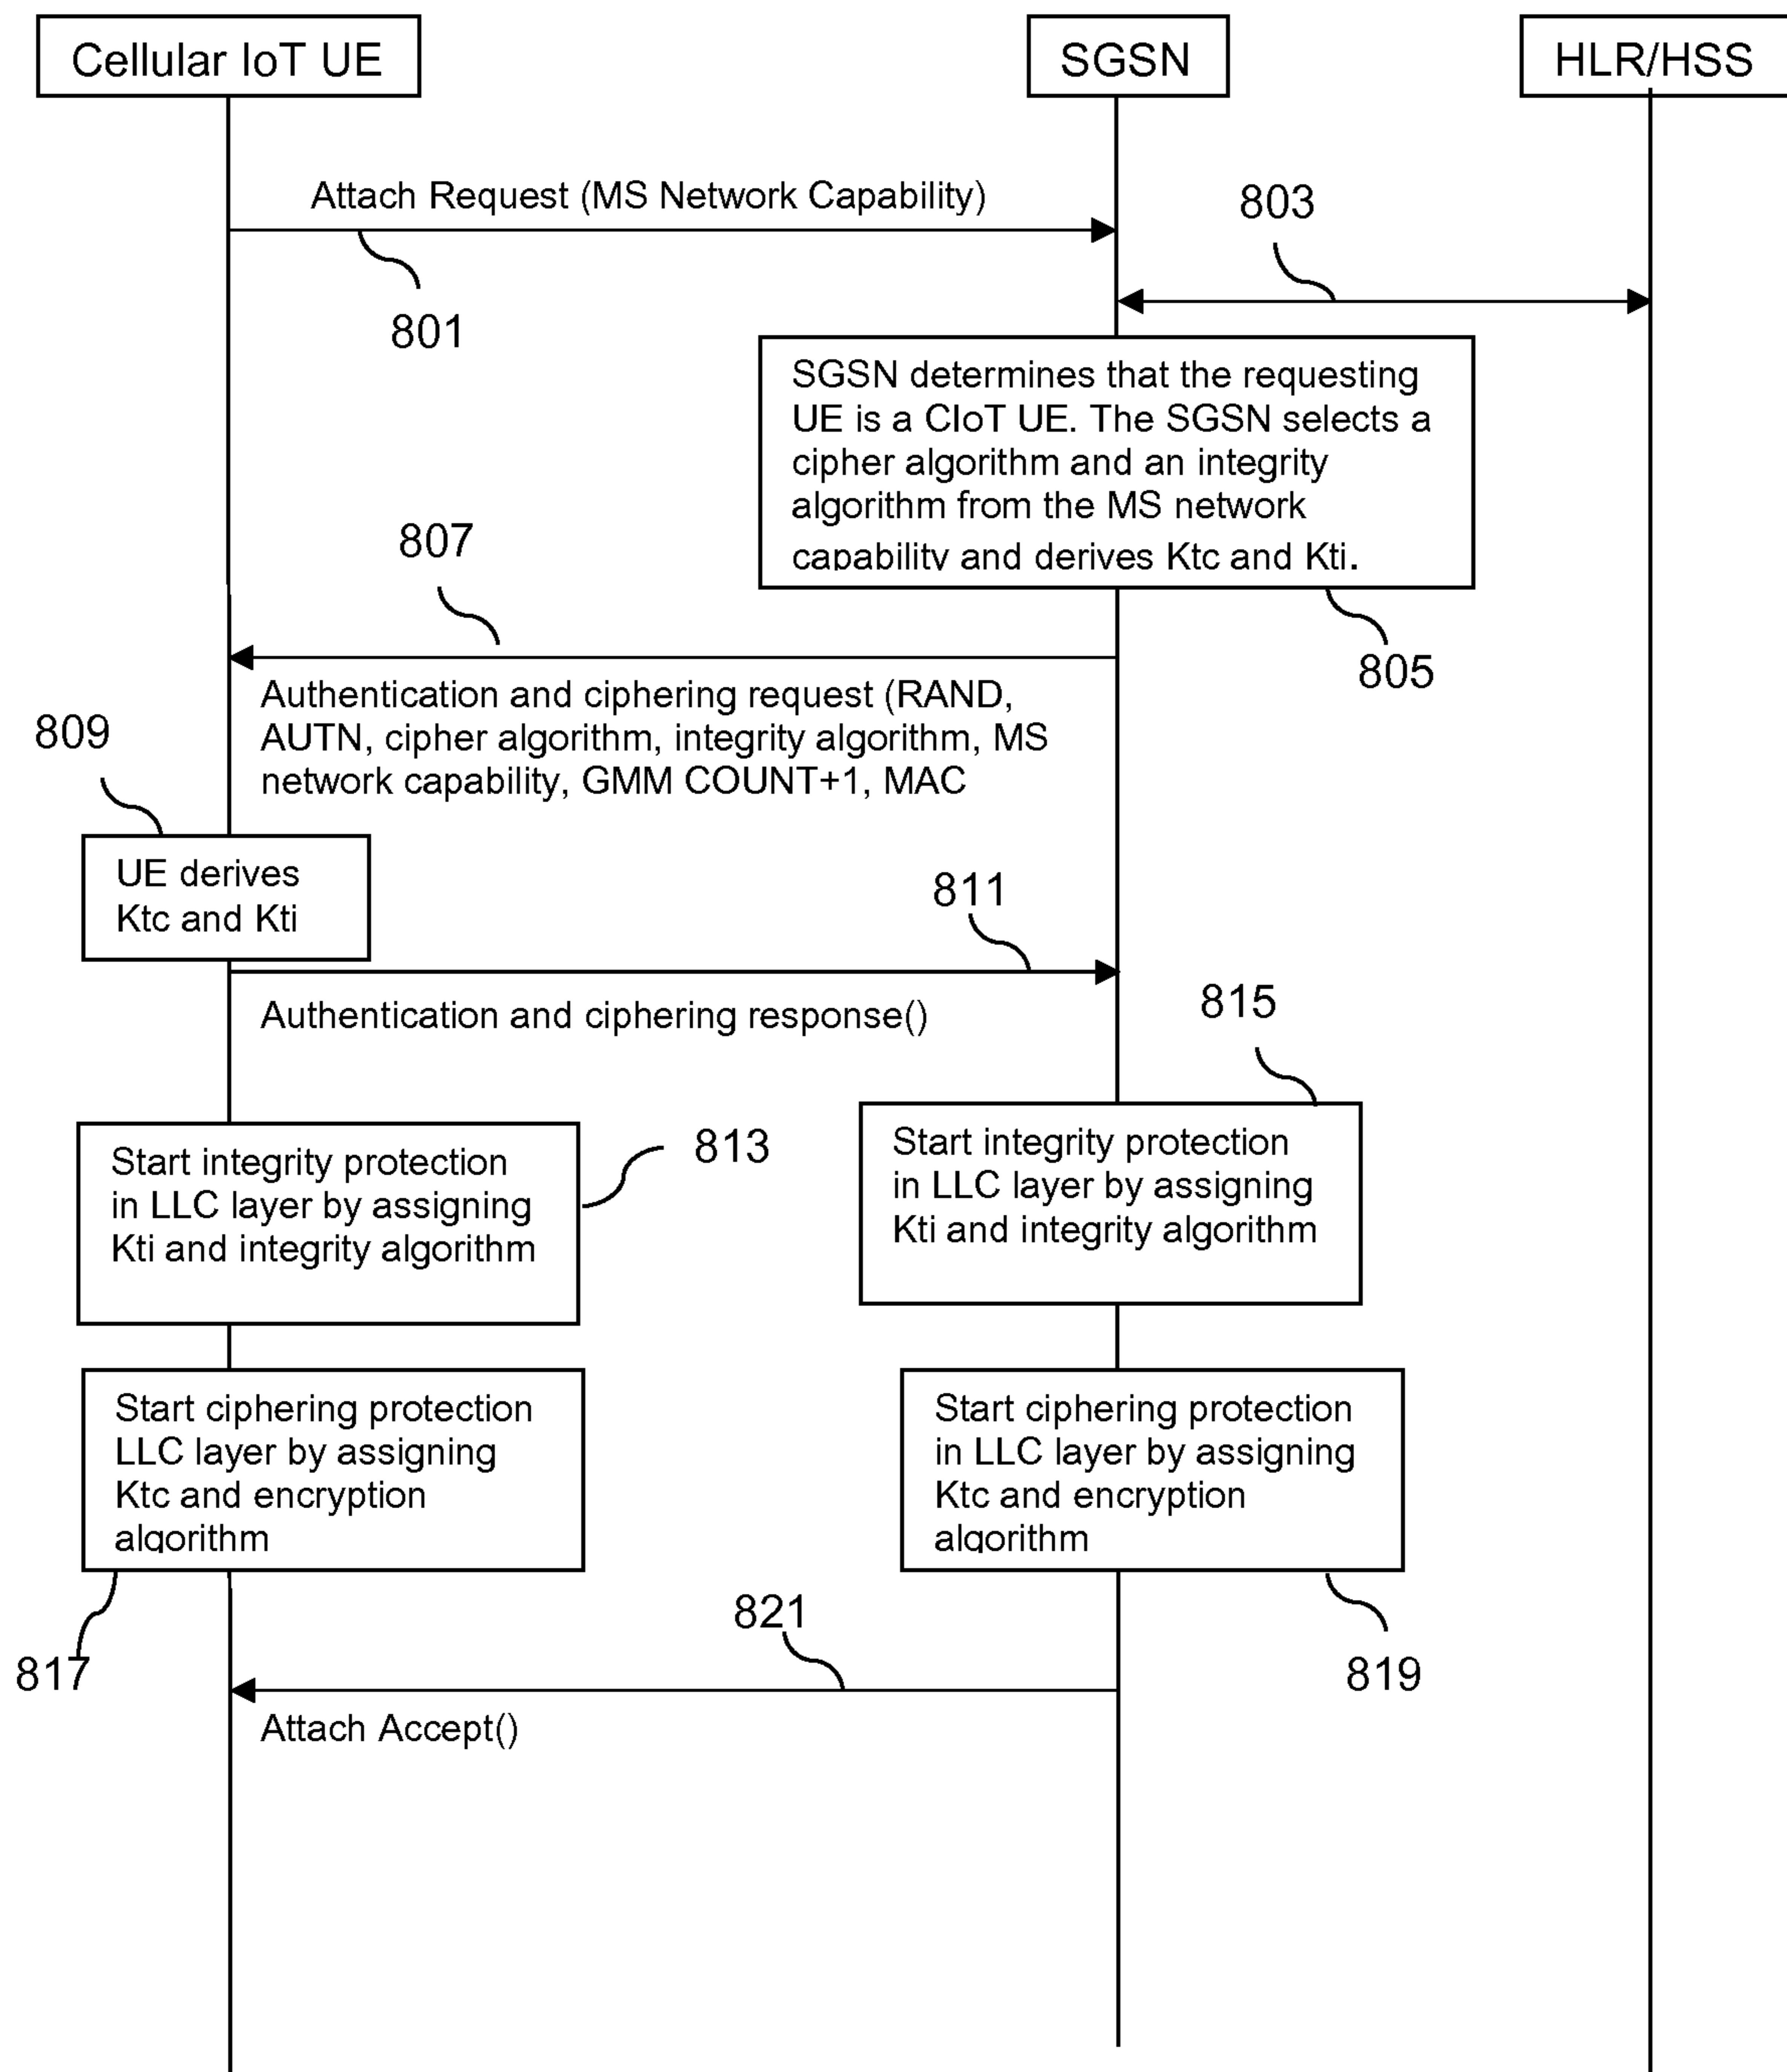 Cellular IoT UE
SGSN
HLR/HSS
Attach Request (MS Network Capability)
803
801
SGSN determines that the requesting
UE is a CIoT UE. The SGSN selects a
cipher algorithm and an integrity
algorithm from the MS network
capability and derives Ktc and Kti.
807
805
Authentication and ciphering request (RAND,
AUTN, cipher algorithm, integrity algorithm, MS
network capability, GMM COUNT+1, MAC
809
UE derives
Ktc and Kti
811
Authentication and ciphering response()
815
813
Start integrity protection
in LLC layer by assigning
Kti and integrity algorithm
Start integrity protection
in LLC layer by assigning
Kti and integrity algorithm
Start ciphering protection
LLC layer by assigning
Ktc and encryption
algorithm
Start ciphering protection
in LLC layer by assigning
Ktc and encryption
algorithm
821
817
819
Attach Accept()